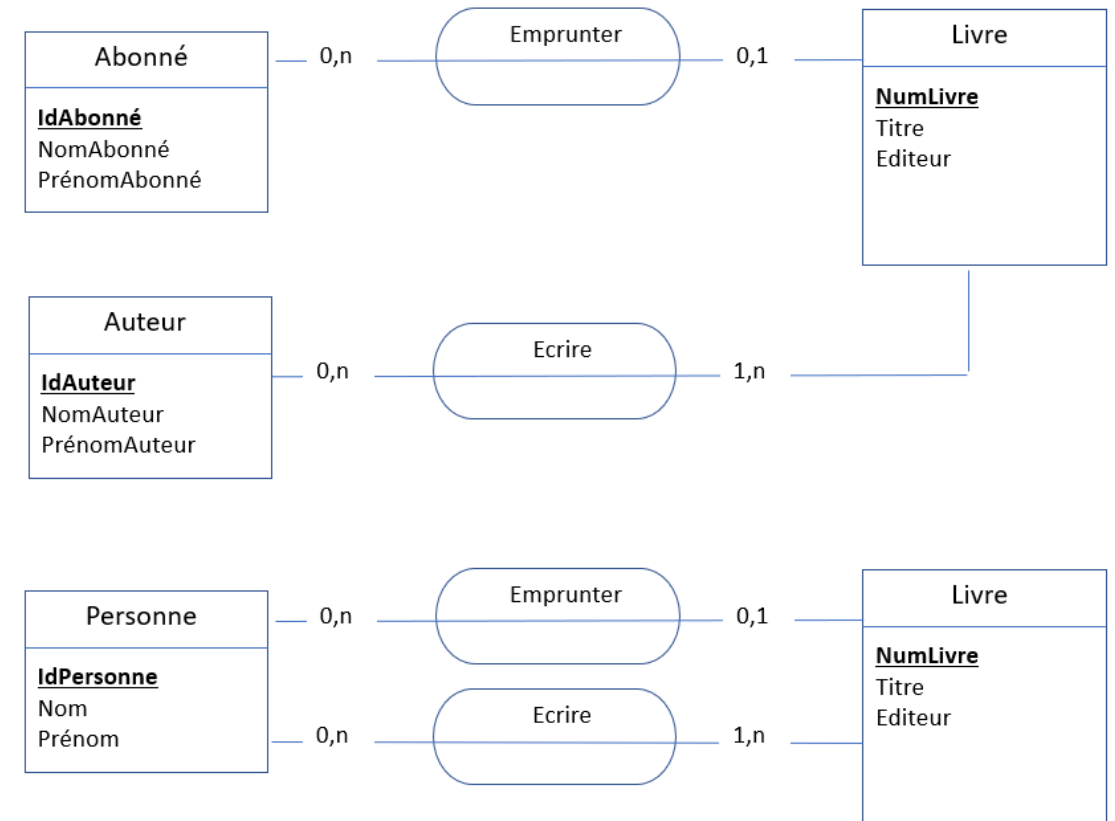 Abonné
IdAbonné
NomAbonné
PrénomAbonné
0,n
Emprunter
0,1
Livre
NumLivre
Titre
Editeur
Auteur
IdAuteur
NomAuteur
PrénomAuteur
0,n
Ecrire
1,n
Personne
IdPersonne
Nom
Prénom
0,n
Emprunter
0,1
0,n
Ecrire
1,n
Livre
NumLivre
Titre
Editeur